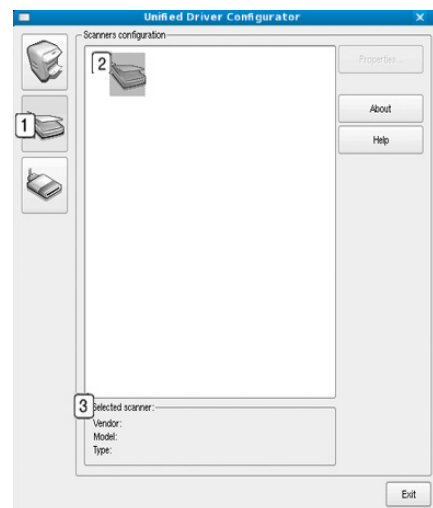 Unified Driver Configurator
Scanners configuration
2
Properties...
1
About
Help
3
Selected scanner:
Vendor:
Model:
Type:
Exit